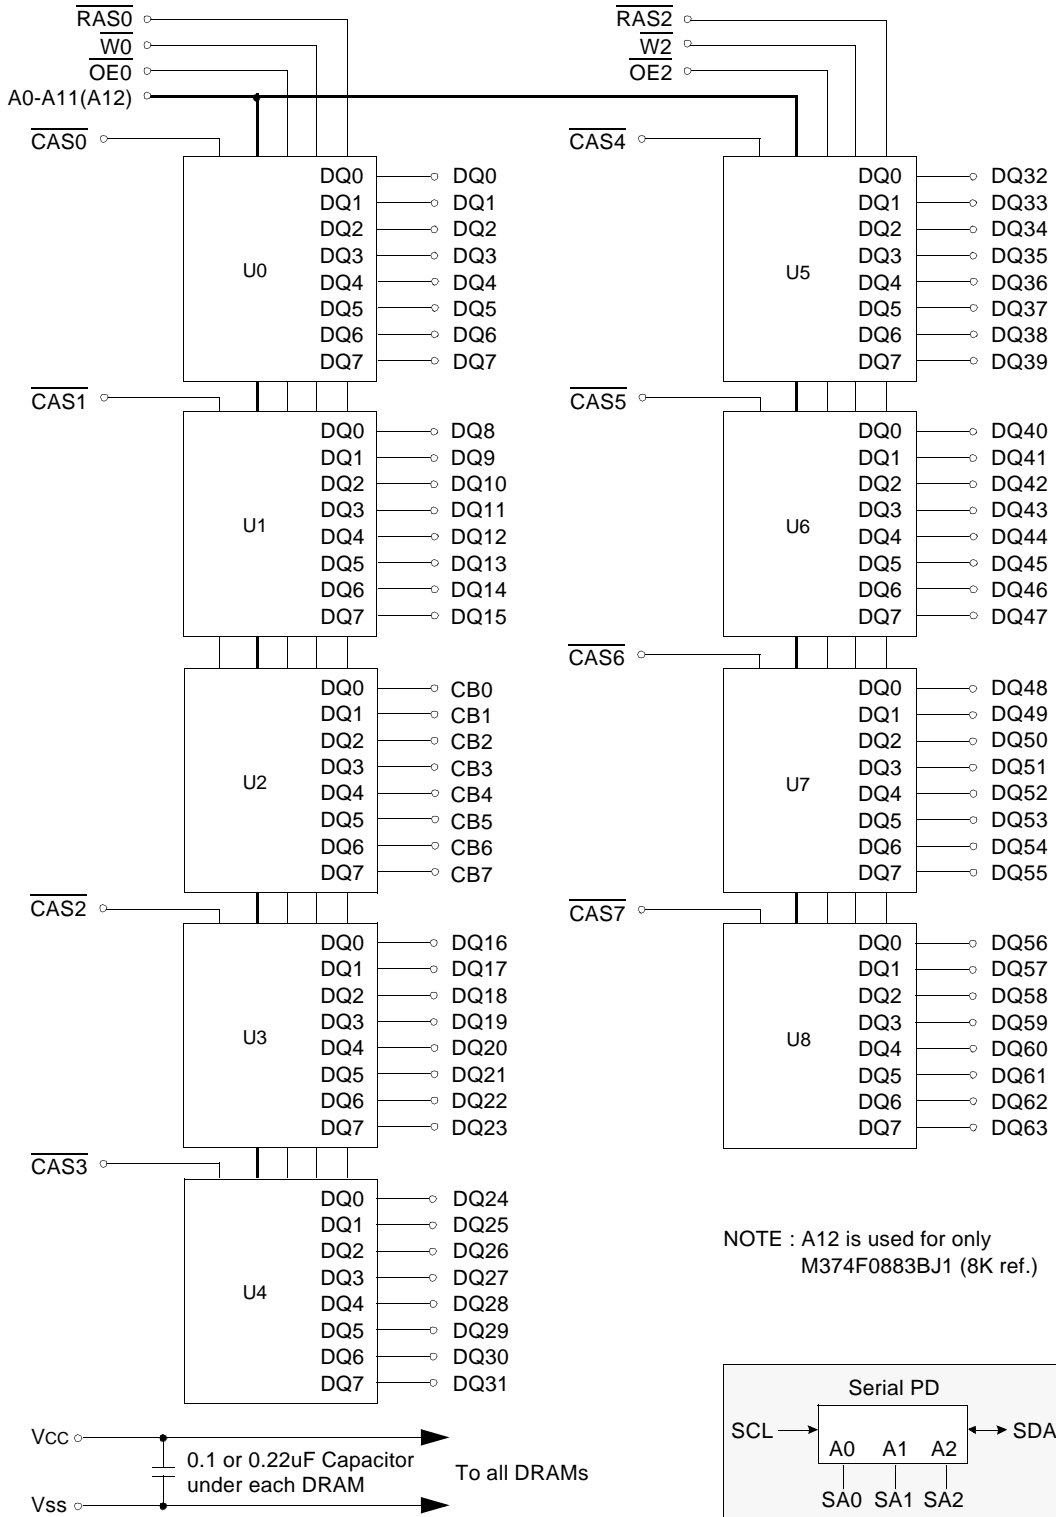 RAS0
W0
OE0
A0-A11(A12)
RAS2
W2
OE2
CAS0
U0
DQ0 DQ0
DQ1 DQ1
DQ2 DQ2
DQ3 DQ3
DQ4 DQ4
DQ5 DQ5
DQ6 DQ6
DQ7 DQ7
CAS1
U1
DQ0 DQ8
DQ1 DQ9
DQ2 DQ10
DQ3 DQ11
DQ4 DQ12
DQ5 DQ13
DQ6 DQ14
DQ7 DQ15
U2
DQ0 CB0
DQ1 CB1
DQ2 CB2
DQ3 CB3
DQ4 CB4
DQ5 CB5
DQ6 CB6
DQ7 CB7
CAS2
U3
DQ0 DQ16
DQ1 DQ17
DQ2 DQ18
DQ3 DQ19
DQ4 DQ20
DQ5 DQ21
DQ6 DQ22
DQ7 DQ23
CAS3
U4
DQ0 DQ24
DQ1 DQ25
DQ2 DQ26
DQ3 DQ27
DQ4 DQ28
DQ5 DQ29
DQ6 DQ30
DQ7 DQ31
CAS4
U5
DQ0 DQ32
DQ1 DQ33
DQ2 DQ34
DQ3 DQ35
DQ4 DQ36
DQ5 DQ37
DQ6 DQ38
DQ7 DQ39
CAS5
U6
DQ0 DQ40
DQ1 DQ41
DQ2 DQ42
DQ3 DQ43
DQ4 DQ44
DQ5 DQ45
DQ6 DQ46
DQ7 DQ47
CAS6
U7
DQ0 DQ48
DQ1 DQ49
DQ2 DQ50
DQ3 DQ51
DQ4 DQ52
DQ5 DQ53
DQ6 DQ54
DQ7 DQ55
CAS7
U8
DQ0 DQ56
DQ1 DQ57
DQ2 DQ58
DQ3 DQ59
DQ4 DQ60
DQ5 DQ61
DQ6 DQ62
DQ7 DQ63
NOTE : A12 is used for only
M374F0883BJ1 (8K ref.)
Vcc
0.1 or 0.22uF Capacitor
under each DRAM
To all DRAMs
Vss
Serial PD
SCL
SDA
A0 A1 A2
SA0 SA1 SA2